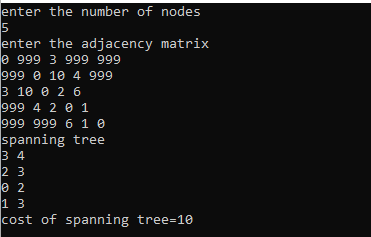 enter the number of nodes
5
enter the adjacency matrix
0 999 3 999 999
999 0 10 4 999
3 10 0 2 6
999 4 2 0 1
999 999 6 1 0
spanning tree
3 4
2 3
0 2
1 3
cost of spanning tree=10